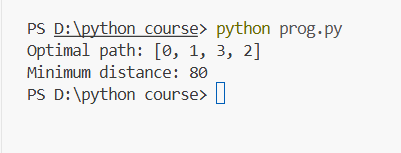 PS D:\python course> python prog.py
Optimal path: [0, 1, 3, 2]
Minimum distance: 80
PS D:\python course>